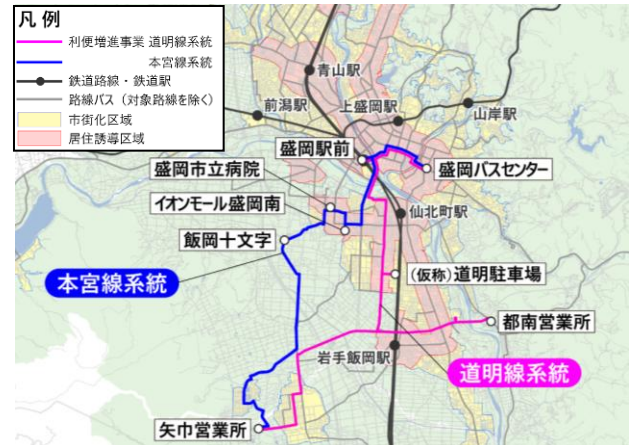 凡 例
利便増進事業 道明線系統
本宮線系統
鉄道路線・鉄道駅
路線バス（対象路線を除く）
市街化区域
居住誘導区域
青山駅
前潟駅
上盛岡駅
山岸駅
盛岡駅前
盛岡バスセンター
盛岡市立病院
イオンモール盛岡南
仙北町駅
飯岡十文字
本宮線系統
（仮称）道明駐車場
都南営業所
岩手飯岡駅
道明線系統
矢巾営業所